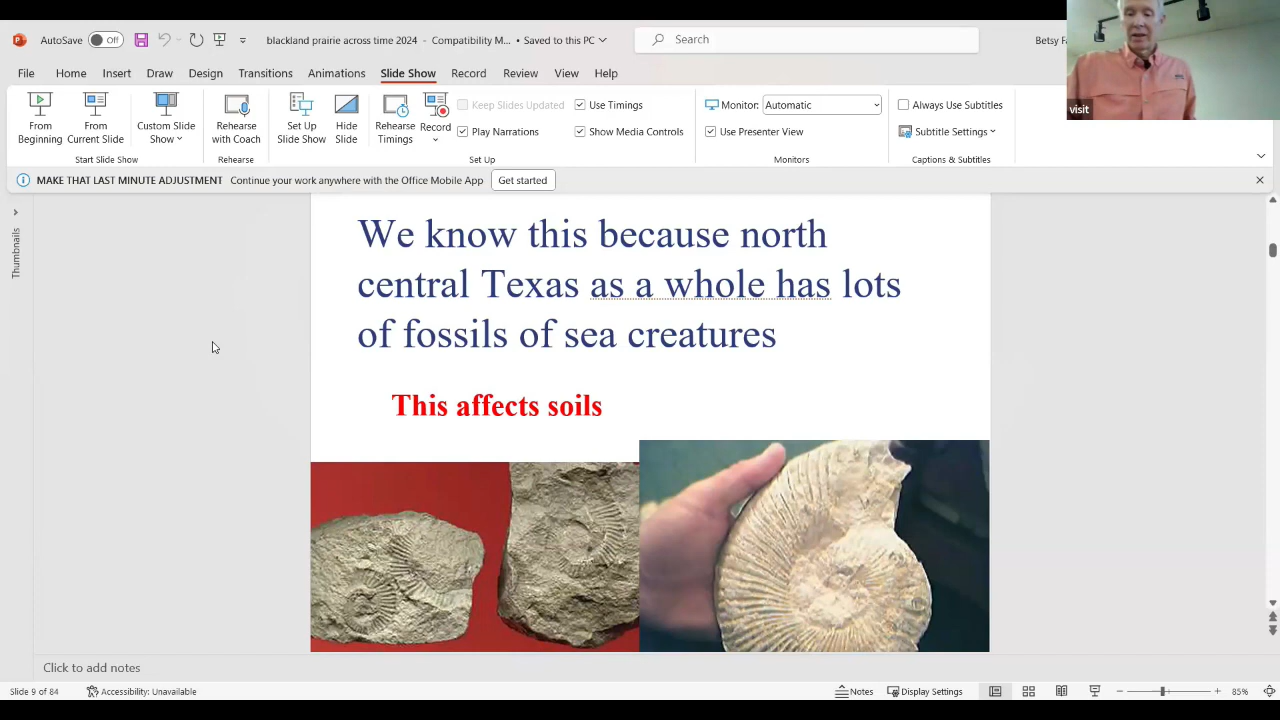 AutoSave Off blackland prairie across time 2024 - Compatibility M... • Saved to this PC Search Betsy
visit
File Home Insert Draw Design Transitions Animations Slide Show Record Review View Help
Keep Slides Updated Use Timings Monitor: Automatic Always Use Subtitles
From Beginning From Current Slide Custom Slide Show Rehearse with Coach Set Up Slide Show Hide Slide Rehearse Timings Record Play Narrations Show Media Controls Use Presenter View Subtitle Settings
Start Slide Show Rehearse Set Up Monitors Captions & Subtitles
MAKE THAT LAST MINUTE ADJUSTMENT Continue your work anywhere with the Office Mobile App Get started
Thumbnails
We know this because north
central Texas as a whole has lots
of fossils of sea creatures
This affects soils
Click to add notes
Slide 9 of 84 Accessibility: Unavailable Notes Display Settings 85%